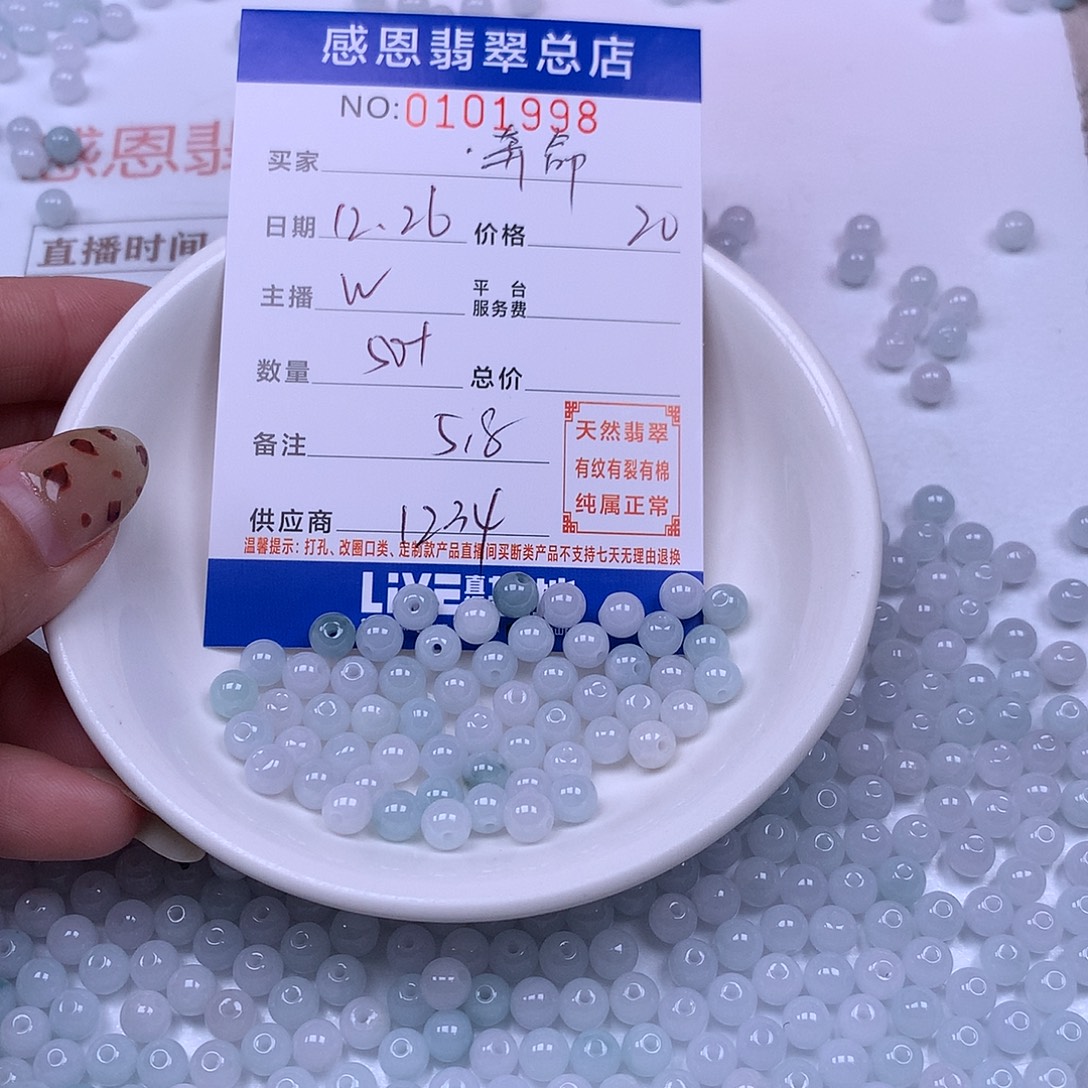 感恩翡翠总店
NO:0101998
买家
日期 12.26 价格 20
主播 W 平台服务费
数量 50+ 总价
备注 5.8
天然翡翠
有纹有裂有棉
纯属正常
供应商 1234
温馨提示：打孔、改圈口类、定制款产品直播间买断类产品不支持七天无理由退换
LiVE
感恩翡
直播时间